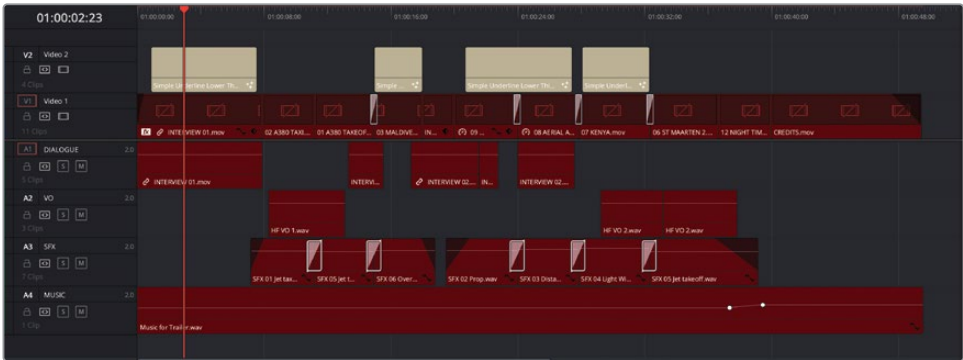 01:00:02:23
01:00:00:00 01:00:08:00 01:00:16:00 01:00:24:00 01:00:32:00 01:00:40:00 01:00:48:00
V2 Video 2
4 Clips
Simple Underline Lower Th... Simple ... Simple Underline Lower Th... Simple Underl...
V1 Video 1
11 Clips
INTERVIEW 01.mov 02 A380 TAXI... 01 A380 TAKEOF... 03 MALDIVE... IN... 09 ... 08 AERIAL A... 07 KENYA.mov 06 ST MAARTEN 2.... 12 NIGHT TIM... CREDITS.mov
A1 DIALOGUE 2.0
S M
5 Clips
INTERVIEW 01.mov INTERVI... INTERVIEW 02.... IN... INTERVIEW 02....
A2 VO 2.0
S M
3 Clips
HF VO 1.wav HF VO 2.wav HF VO 2.wav
A3 SFX 2.0
S M
7 Clips
SFX 01 Jet tax... SFX 05 Jet t... SFX 06 Over... SFX 02 Prop.wav SFX 03 Dista... SFX 04 Light Wi... SFX 05 Jet takeoff.wav
A4 MUSIC 2.0
S M
1 Clip
Music for Trailer.wav